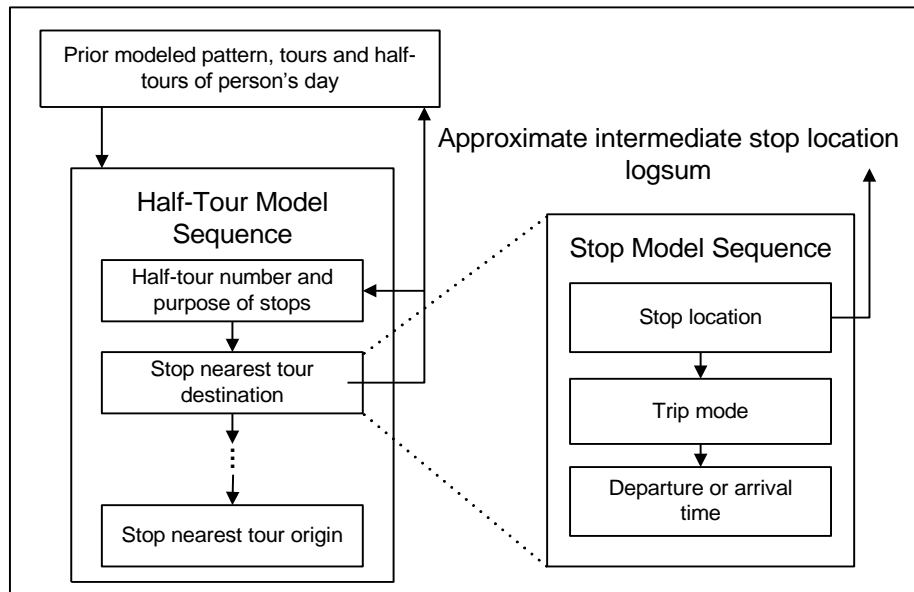 Prior modeled pattern, tours and half-
tours of person's day
Approximate intermediate stop location
logsum
Half-Tour Model
Sequence
Half-tour number and
purpose of stops
Stop nearest tour
destination
Stop nearest tour origin
Stop Model Sequence
Stop location
Trip mode
Departure or arrival
time